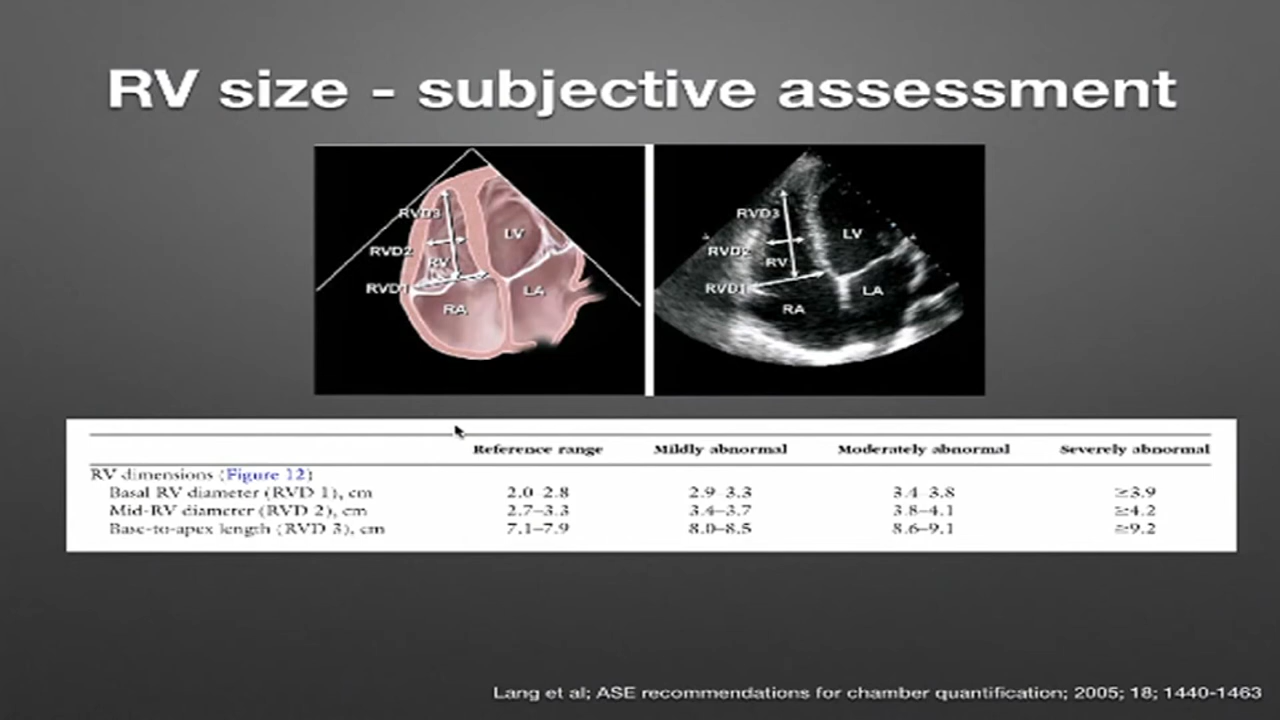 RV size - subjective assessment
RVD3
RVD2
RVD1
RV
LV
RA
LA
RVD3
RVD2
RVD1
RV
LV
RA
LA
Reference range Mildly abnormal Moderately abnormal Severely abnormal
RV dimensions (Figure 12)
Basal RV diameter (RVD 1), cm 2.0–2.8 2.9–3.3 3.4–3.8 ≥3.9
Mid-RV diameter (RVD 2), cm 2.7–3.3 3.4–3.7 3.8–4.1 ≥4.2
Base-to-apex length (RVD 3), cm 7.1–7.9 8.0–8.5 8.6–9.1 ≥9.2
Lang et al; ASE recommendations for chamber quantification; 2005; 18; 1440-1463